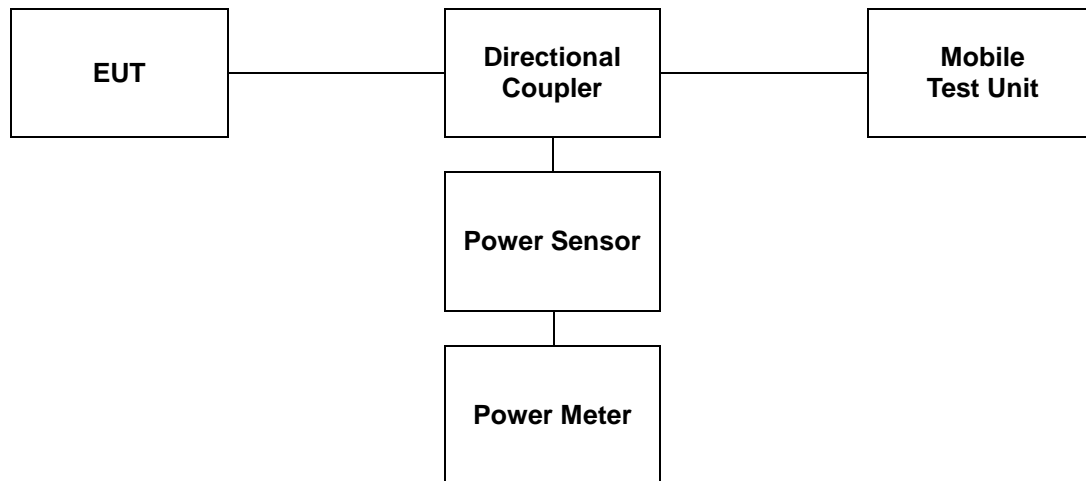 EUT
Directional
Coupler
Mobile
Test Unit
Power Sensor
Power Meter